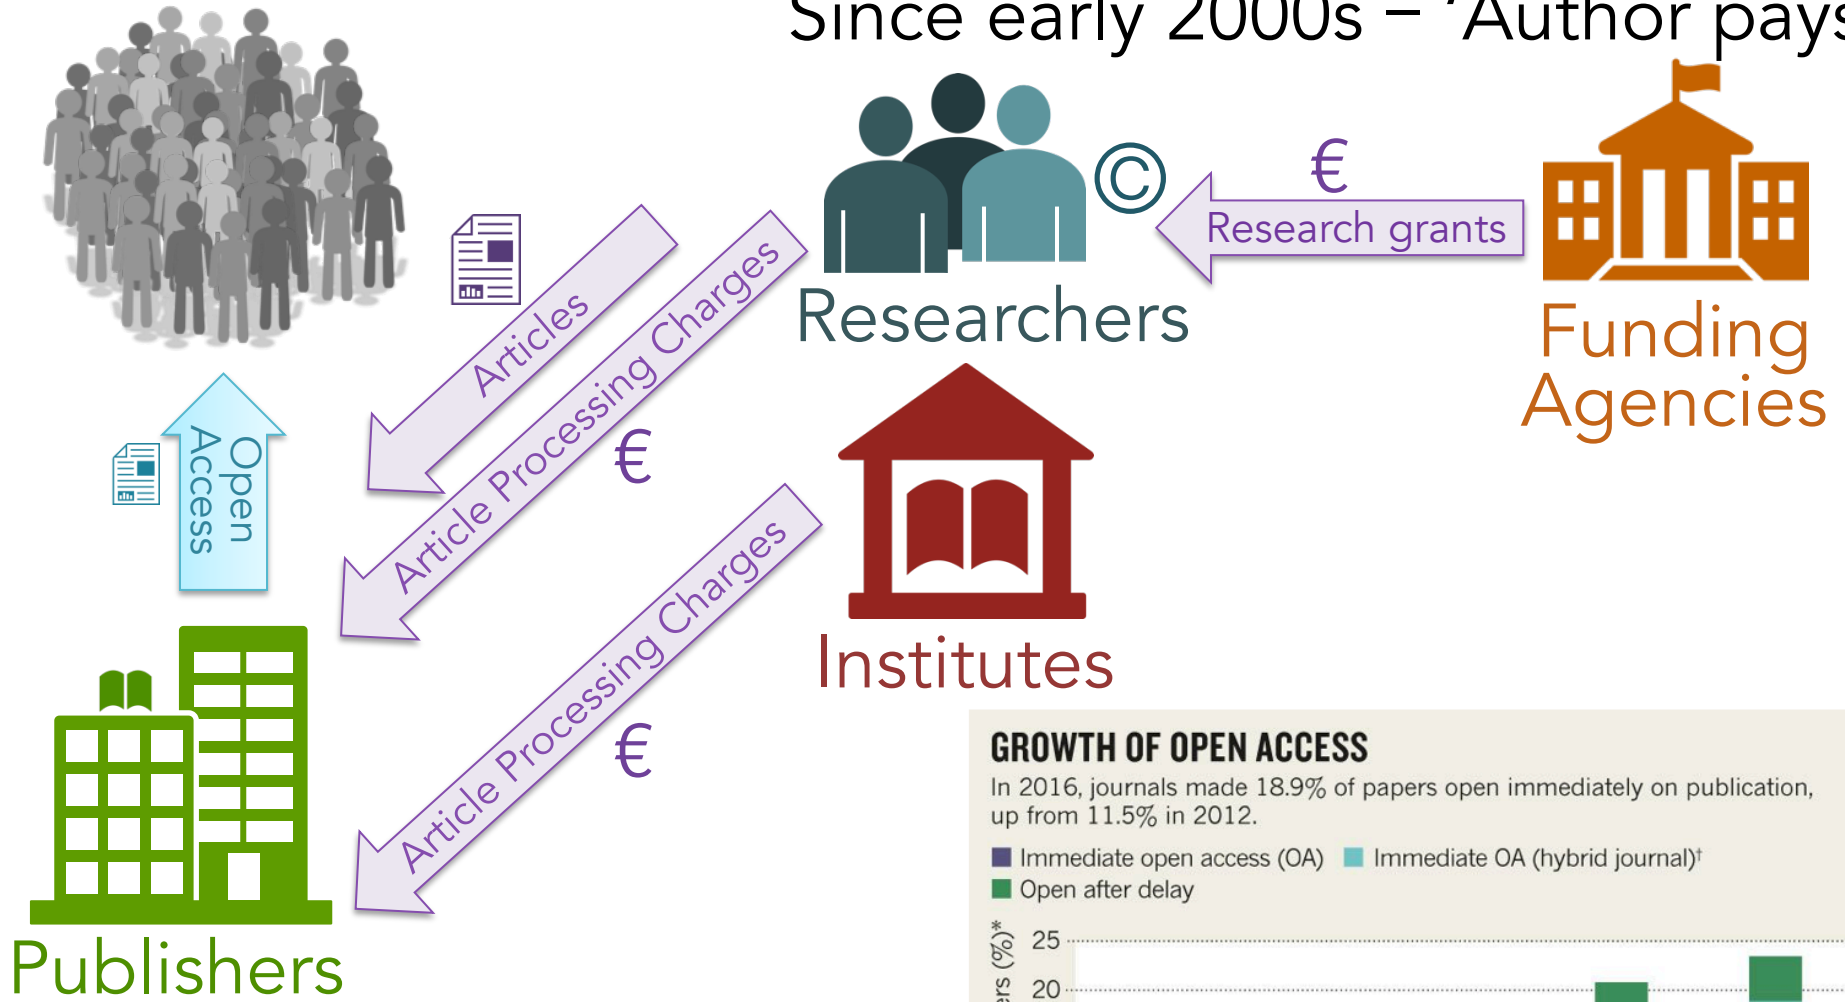 Since early 2000s – ‘Author pays
©
€
Research grants
Researchers
Funding
Agencies
Articles
Article Processing Charges
€
Open
Access
Institutes
Article Processing Charges
€
Publishers
GROWTH OF OPEN ACCESS
In 2016, journals made 18.9% of papers open immediately on publication,
up from 11.5% in 2012.
Immediate open access (OA) Immediate OA (hybrid journal)†
Open after delay
(%)*
25
20